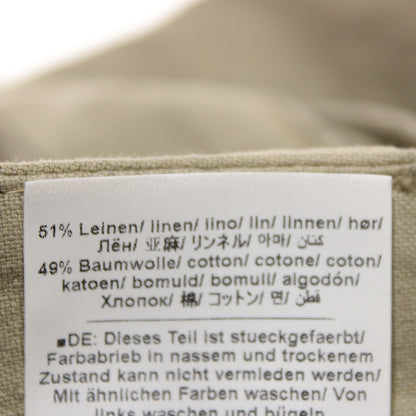 51% Leinen/ linen/ lino/ lin/ linnen/ hør/
Лён/ 亚麻/ リンネル/ 아마/ كتان
49% Baumwolle/ cotton/ cotone/ coton/
katoen/ bomuld/ bomull/ algodón/
Хлопок/ 棉/ コットン/ 면/ قطن
DE: Dieses Teil ist stueckgefaerbt/
Farbabrieb in nassem und trockenem
Zustand kann nicht vermieden werden/
Mit ähnlichen Farben waschen/ Von
links waschen und bügeln